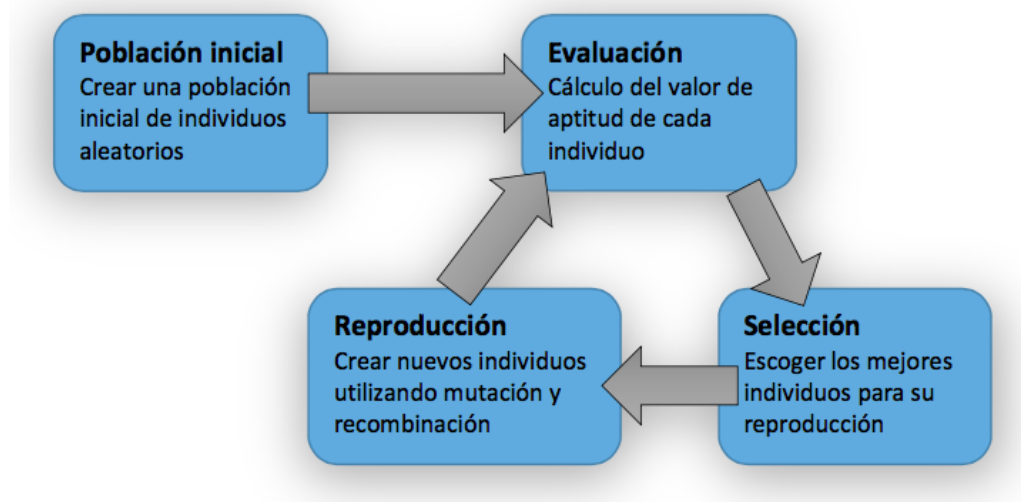 Población inicial
Crear una población
inicial de individuos
aleatorios
Evaluación
Cálculo del valor de
aptitud de cada
individuo
Reproducción
Crear nuevos individuos
utilizando mutación y
recombinación
Selección
Escoger los mejores
individuos para su
reproducción